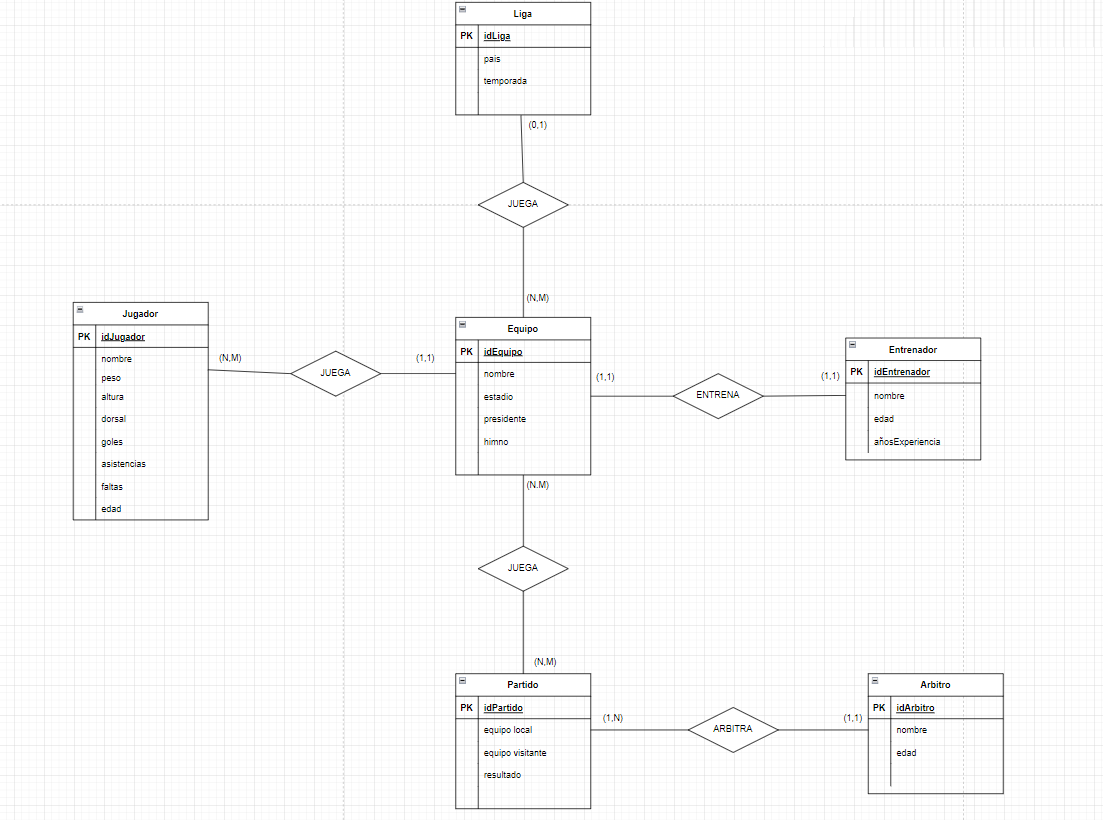 Liga
PK idLiga
pais
temporada
(0,1)
JUEGA
(N,M)
Jugador
PK idJugador
nombre
peso
altura
dorsal
goles
asistencias
faltas
edad
(N,M)
JUEGA
(1,1)
Equipo
PK idEquipo
nombre
estadio
presidente
himno
(1,1)
ENTRENA
(1,1)
Entrenador
PK idEntrenador
nombre
edad
añosExperiencia
(N.M)
JUEGA
(N,M)
Partido
PK idPartido
equipo local
equipo visitante
resultado
(1,N)
ARBITRA
(1,1)
Arbitro
PK idArbitro
nombre
edad